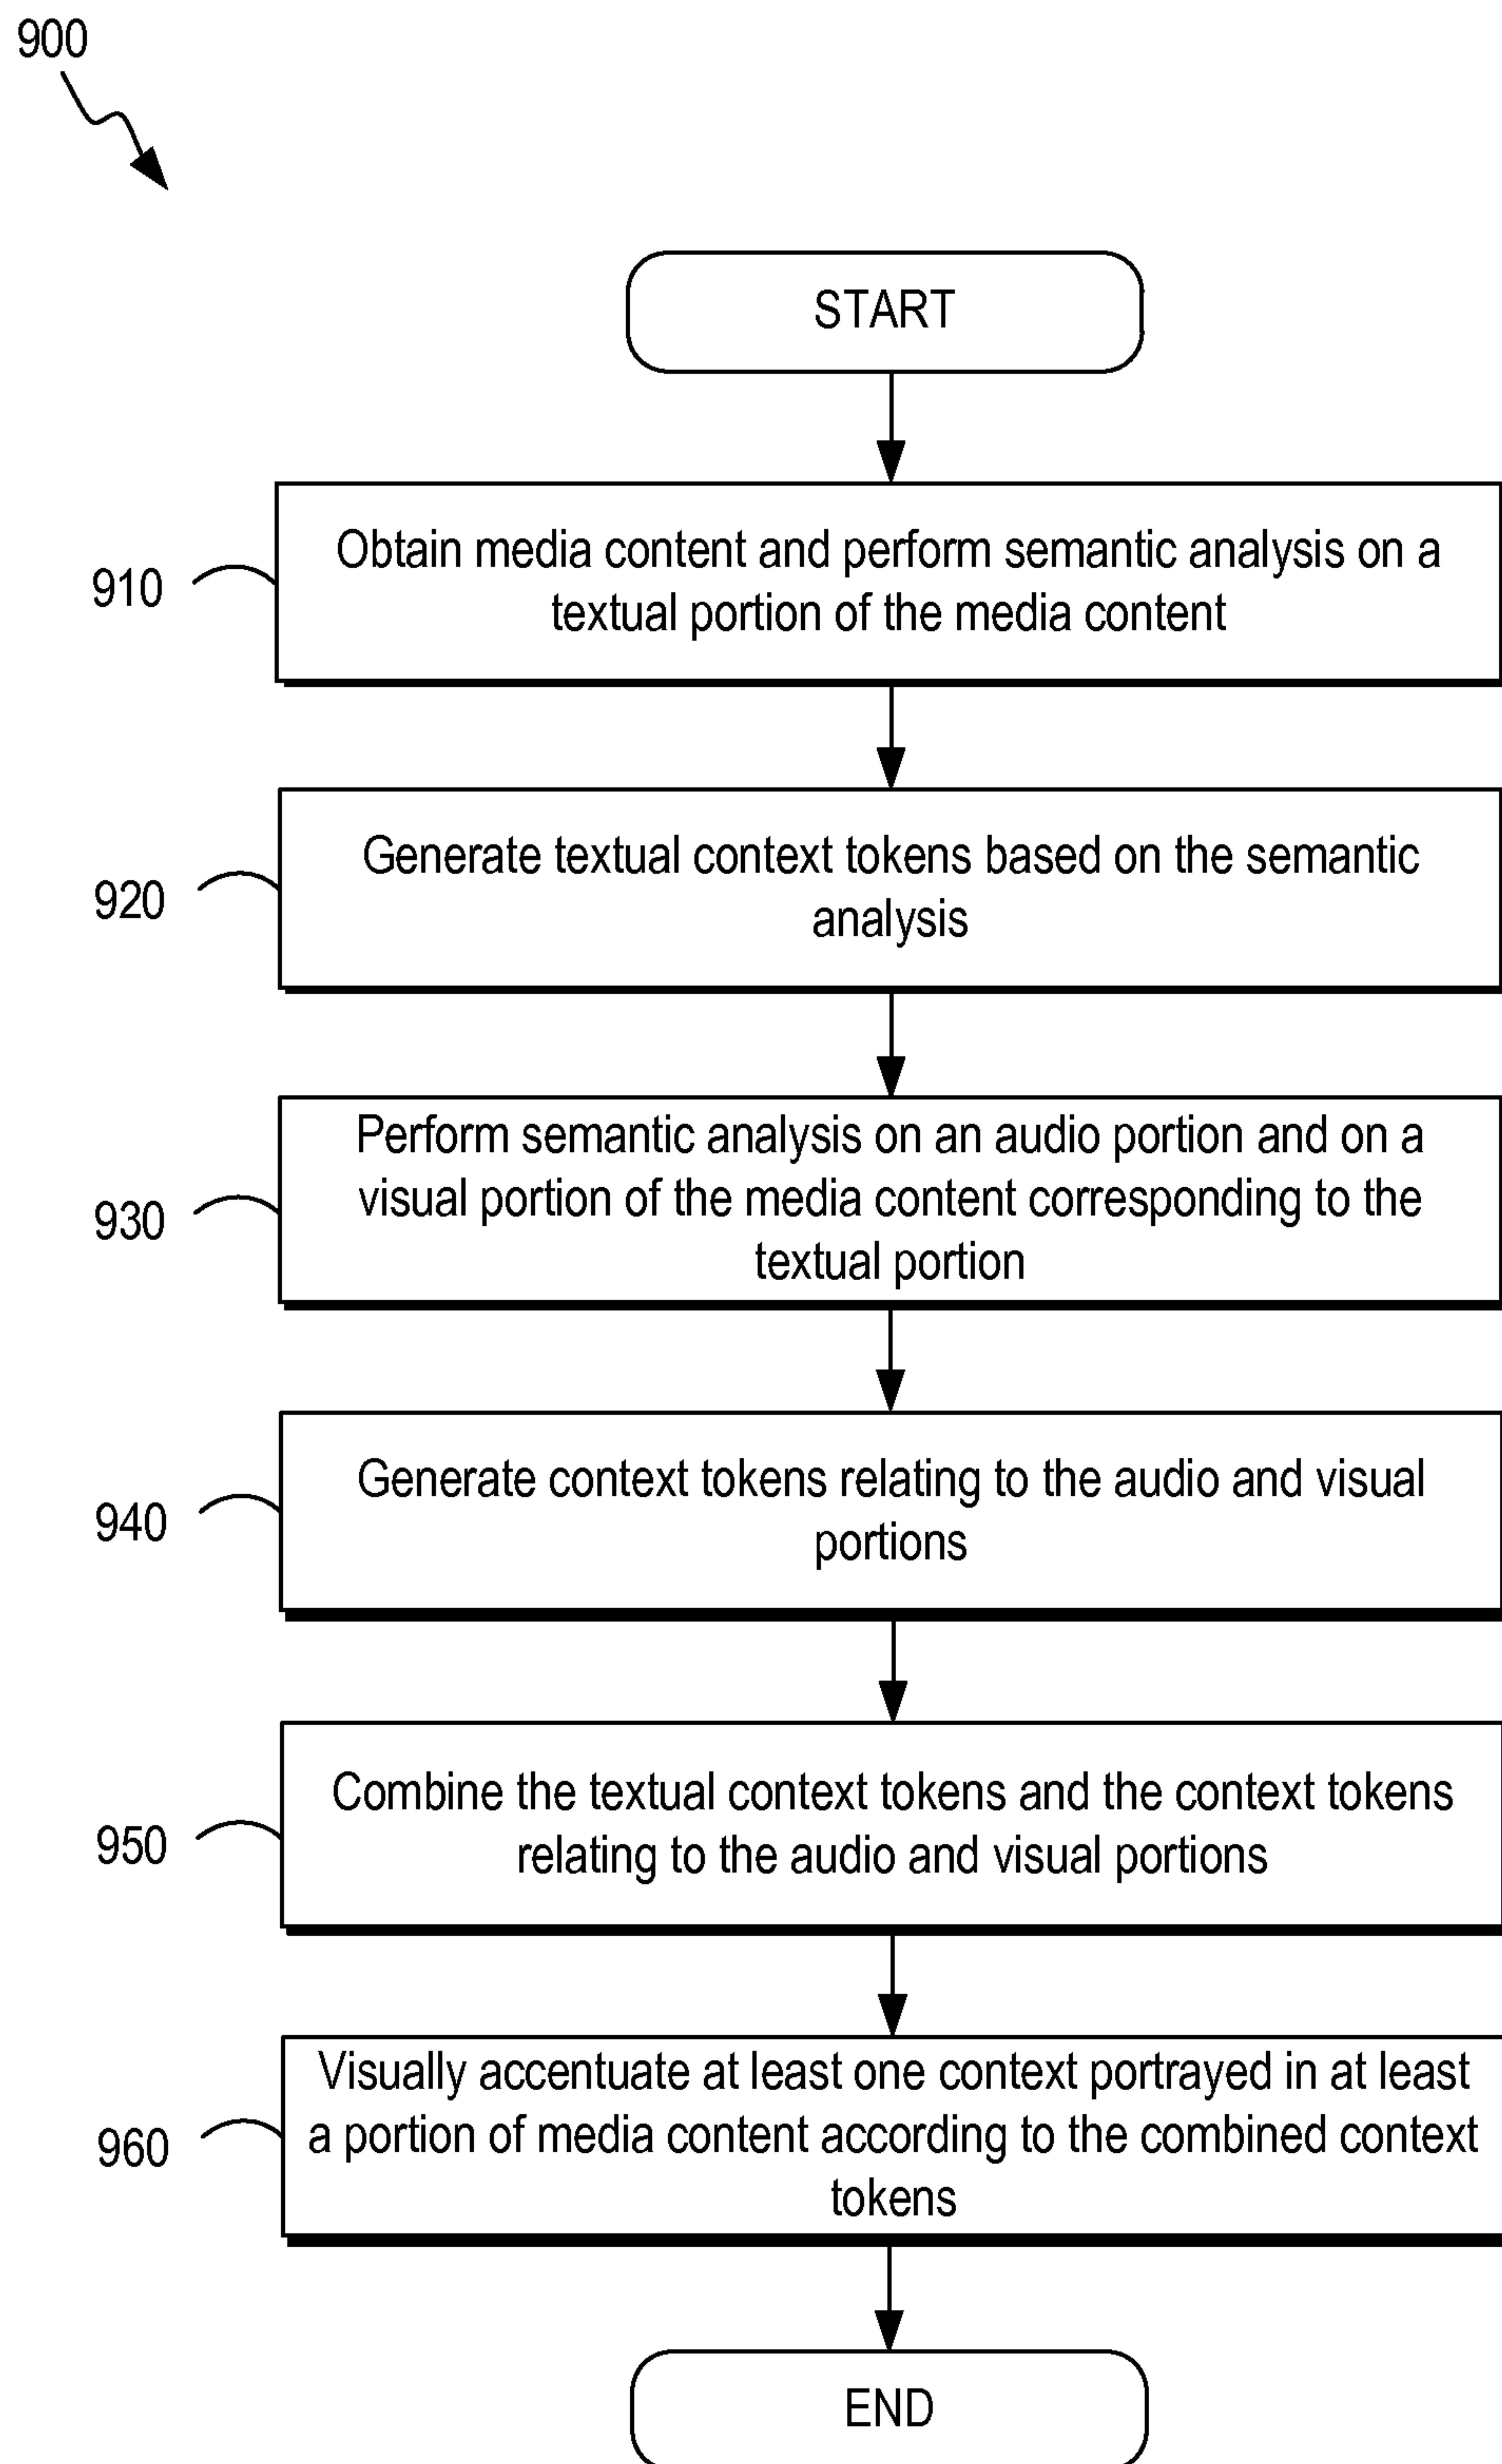 900
START
910
Obtain media content and perform semantic analysis on a
textual portion of the media content
920
Generate textual context tokens based on the semantic
analysis
930
Perform semantic analysis on an audio portion and on a
visual portion of the media content corresponding to the
textual portion
940
Generate context tokens relating to the audio and visual
portions
950
Combine the textual context tokens and the context tokens
relating to the audio and visual portions
960
Visually accentuate at least one context portrayed in at least
a portion of media content according to the combined context
tokens
END